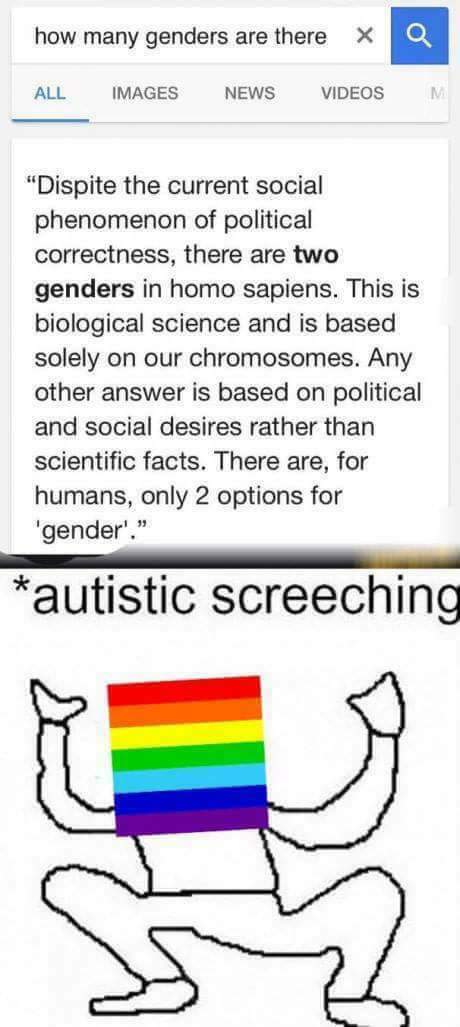 how many genders are there ×
ALL IMAGES NEWS VIDEOS M
“Dispite the current social
phenomenon of political
correctness, there are two
genders in homo sapiens. This is
biological science and is based
solely on our chromosomes. Any
other answer is based on political
and social desires rather than
scientific facts. There are, for
humans, only 2 options for
'gender'.”
*autistic screeching